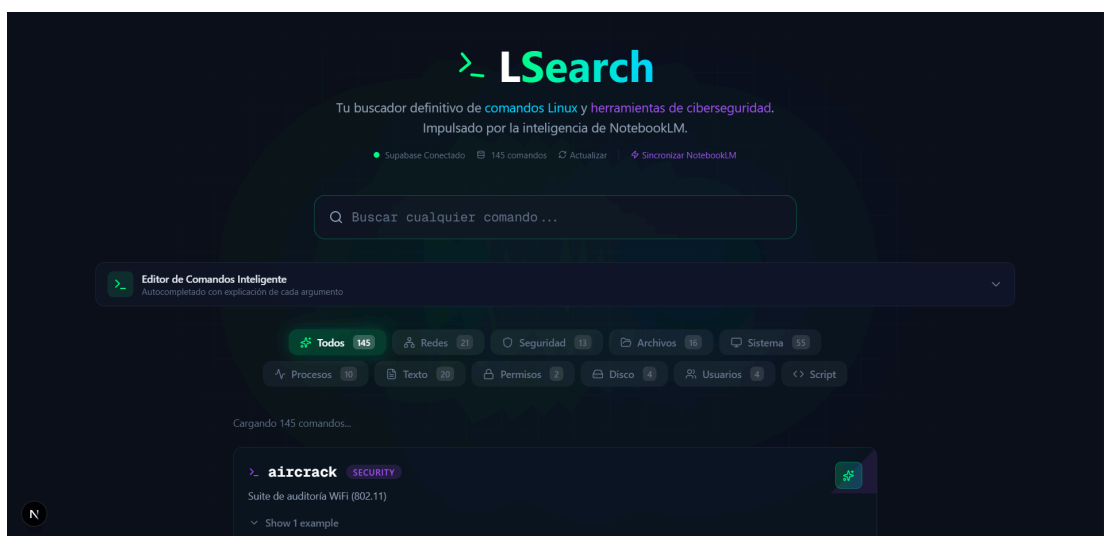 >_ LSearch
Tu buscador definitivo de comandos Linux y herramientas de ciberseguridad.
Impulsado por la inteligencia de NotebookLM.
Supabase Conectado 145 comandos Actualizar Sincronizar NotebookLM
Buscar cualquier comando...
>_ Editor de Comandos Inteligente
Autocompletado con explicación de cada argumento
Todos 145 Redes 21 Seguridad 13 Archivos 16 Sistema 55
Procesos 10 Texto 20 Permisos 2 Disco 4 Usuarios 4 <> Script
Cargando 145 comandos...
>_ aircrack SECURITY
Suite de auditoría WiFi (802.11)
Show 1 example
N